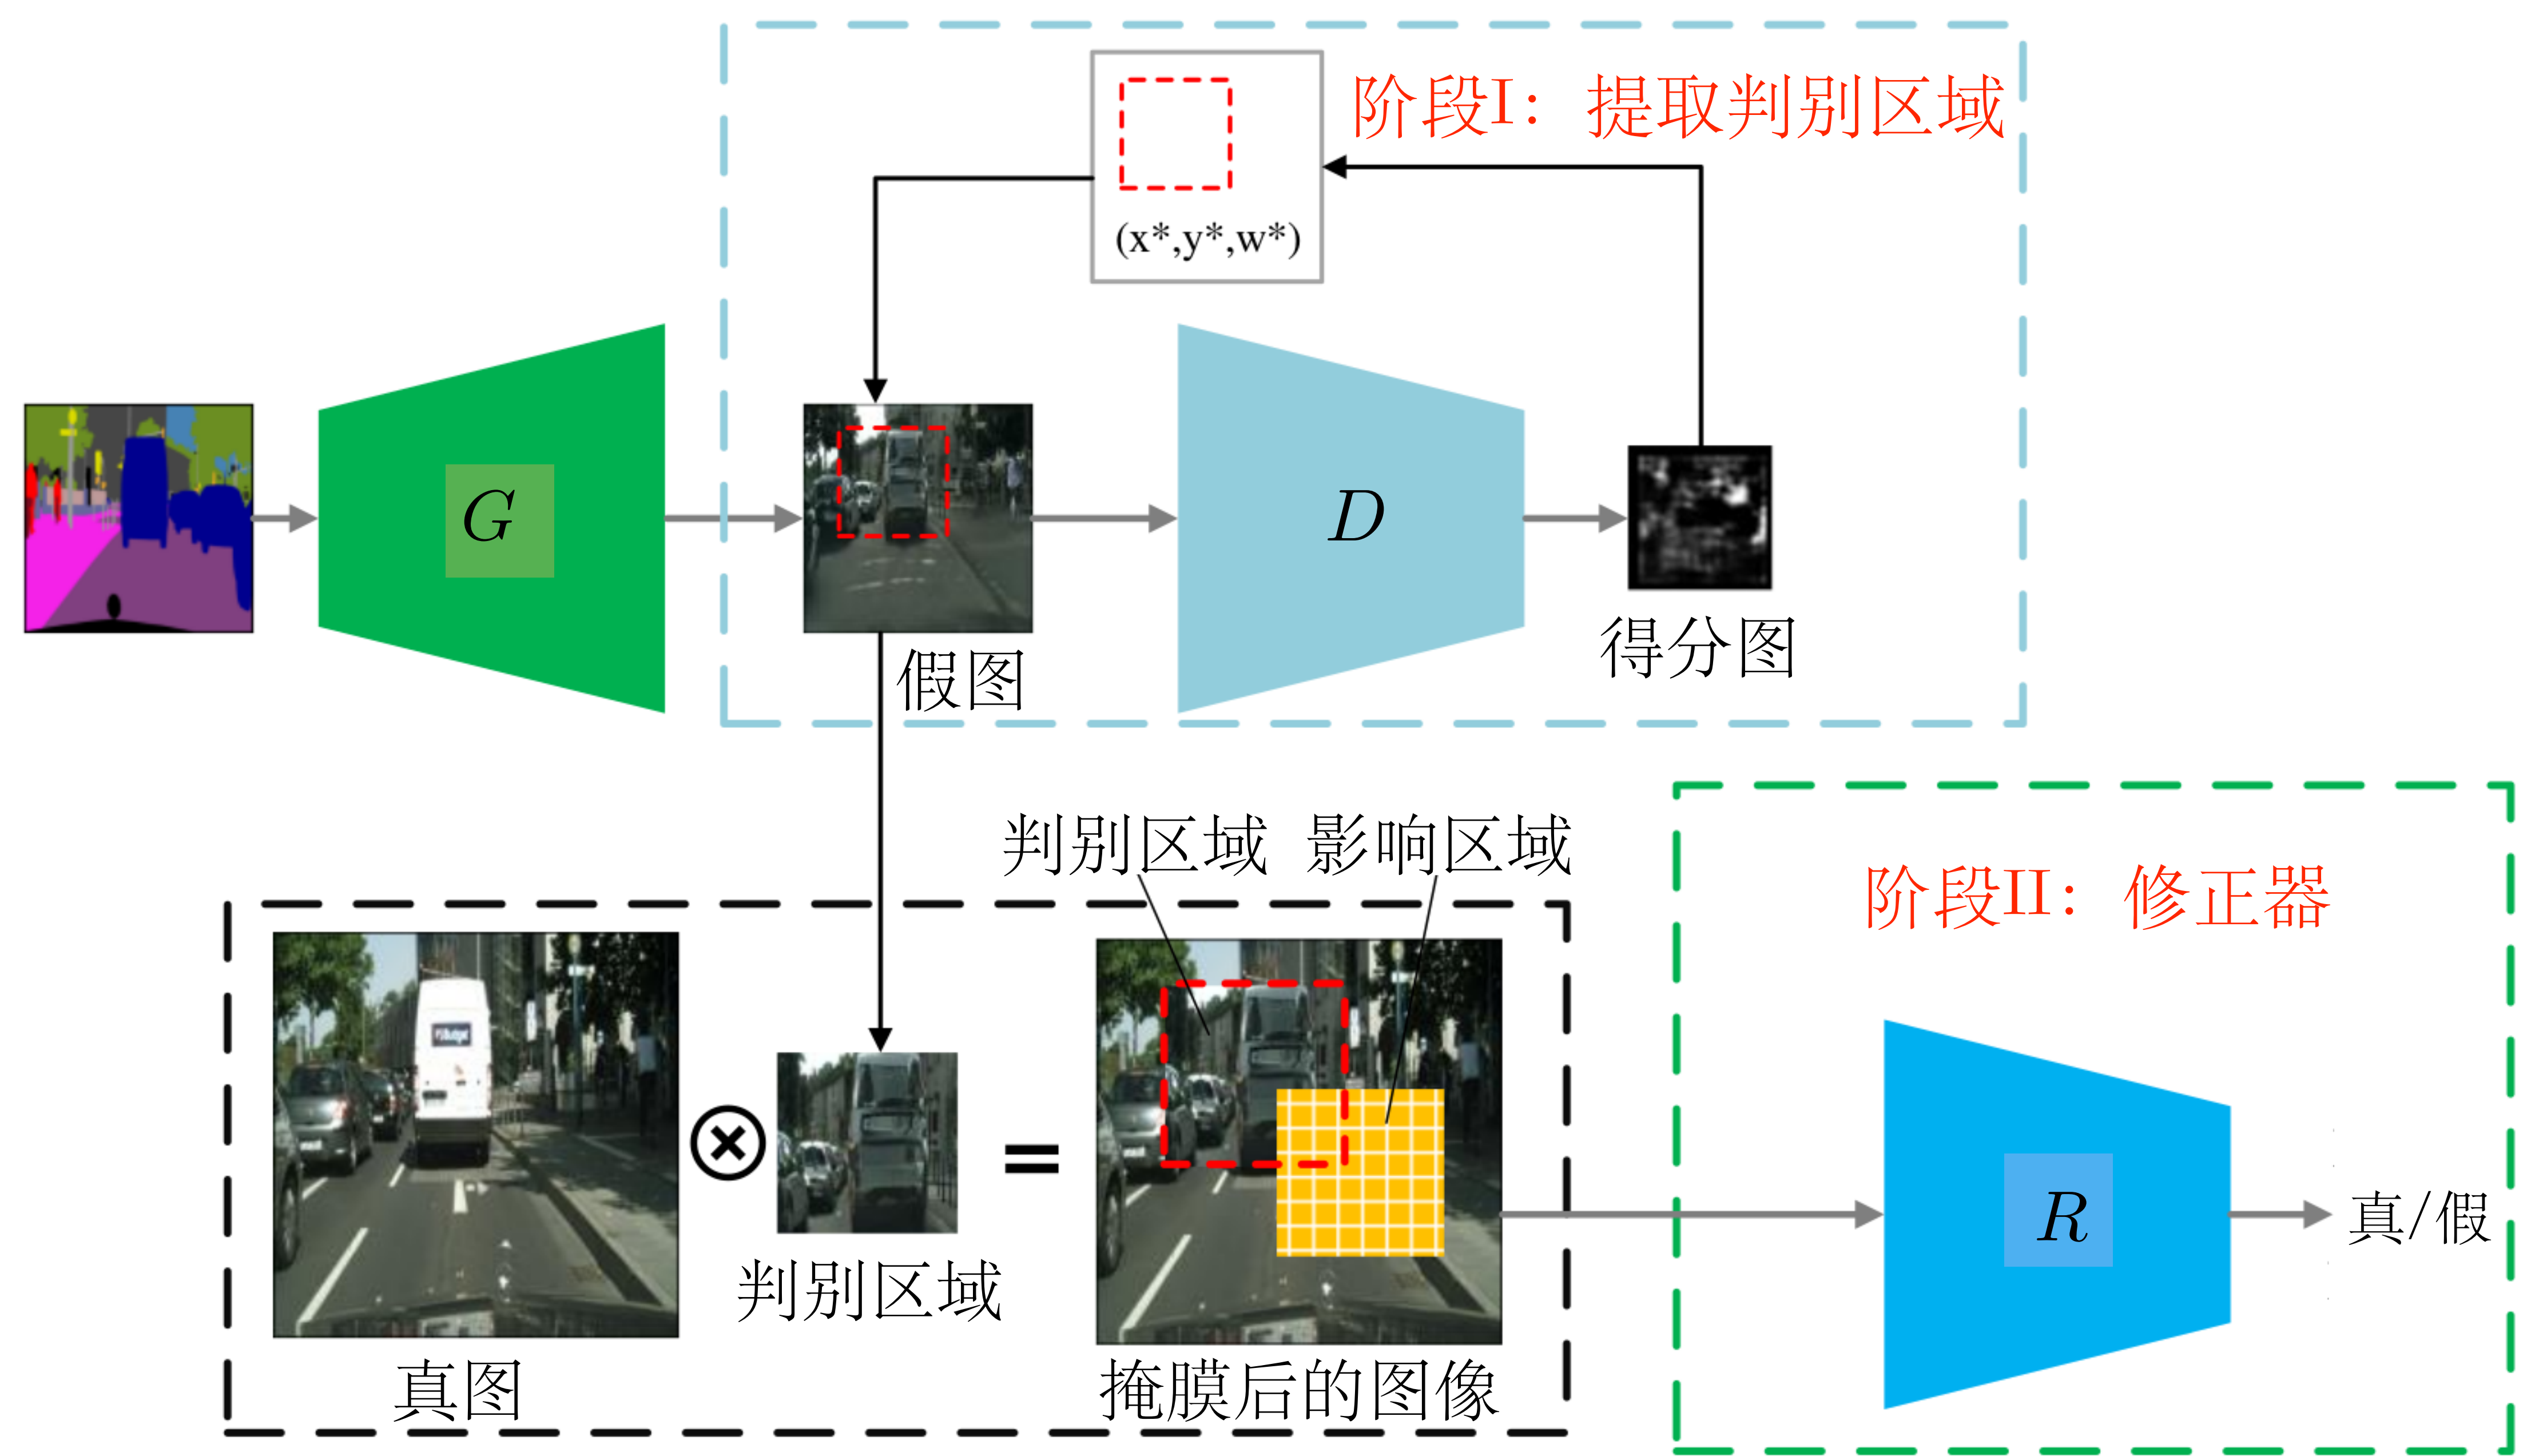 阶段I：提取判别区域
(x*,y*,w*)
G
D
得分图
假图
判别区域 影响区域
阶段II：修正器
R
真/假
判别区域
真图
掩膜后的图像